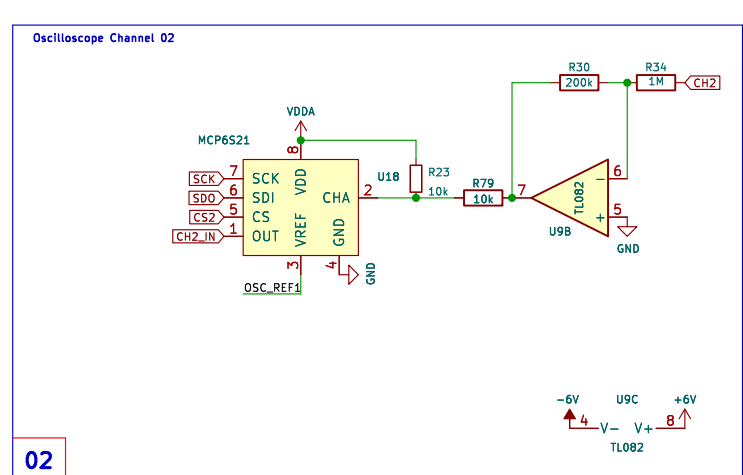 Oscilloscope Channel 02
R30
200k
R34
1M
CH2
VDDA
MCP6S21
8
SCK
7
SCK
SDO
6
SDI
CS2
5
CS
CH2_IN
1
OUT
VDD
VREF
GND
CHA
2
U18
R23
10k
R79
10k
7
TL082
6
-
5
+
U9B
GND
3
4
GND
OSC_REF1
-6V
U9C
+6V
4
V-
V+
8
TL082
02